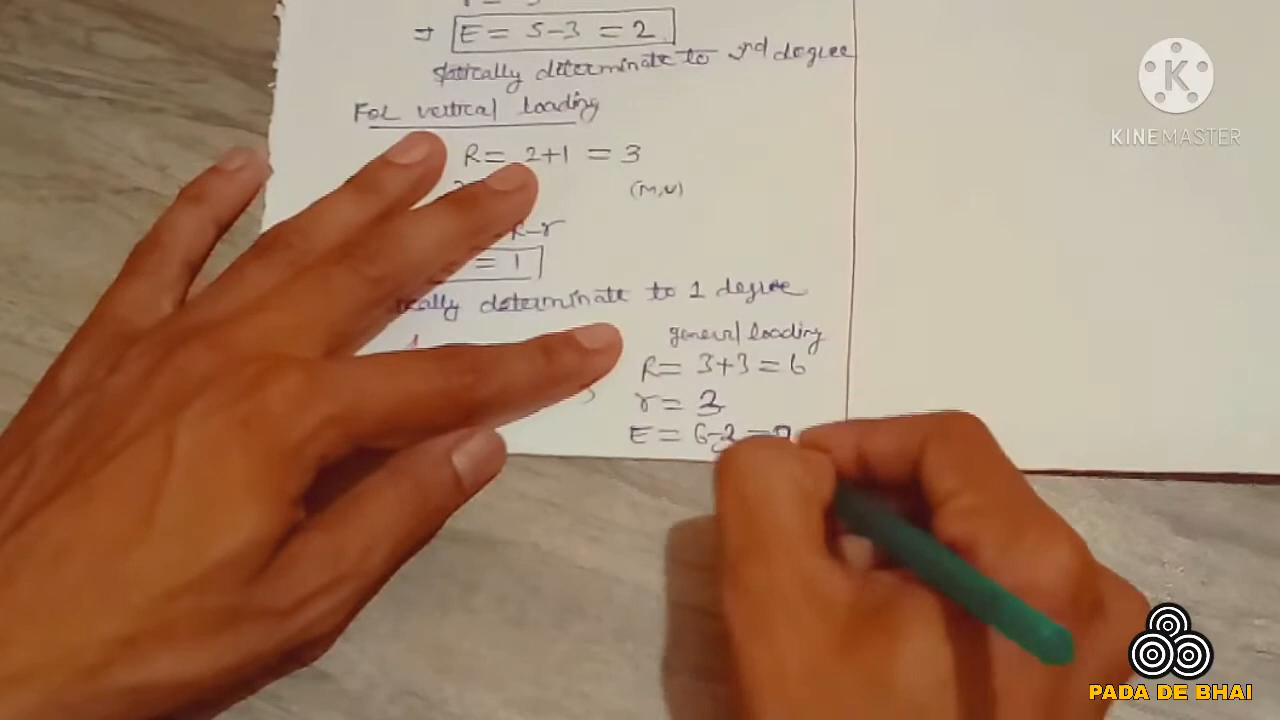 ⇒ E = 5-3 = 2
statically determinate to 2nd degree
For vertical loading
R = 2+1 = 3
(M,V)
R-r
= 1
ically determinate to 1 degree
general loading
R = 3+3 = 6
r = 3
E = 6-3 =
KINEMASTER
PADA DE BHAI